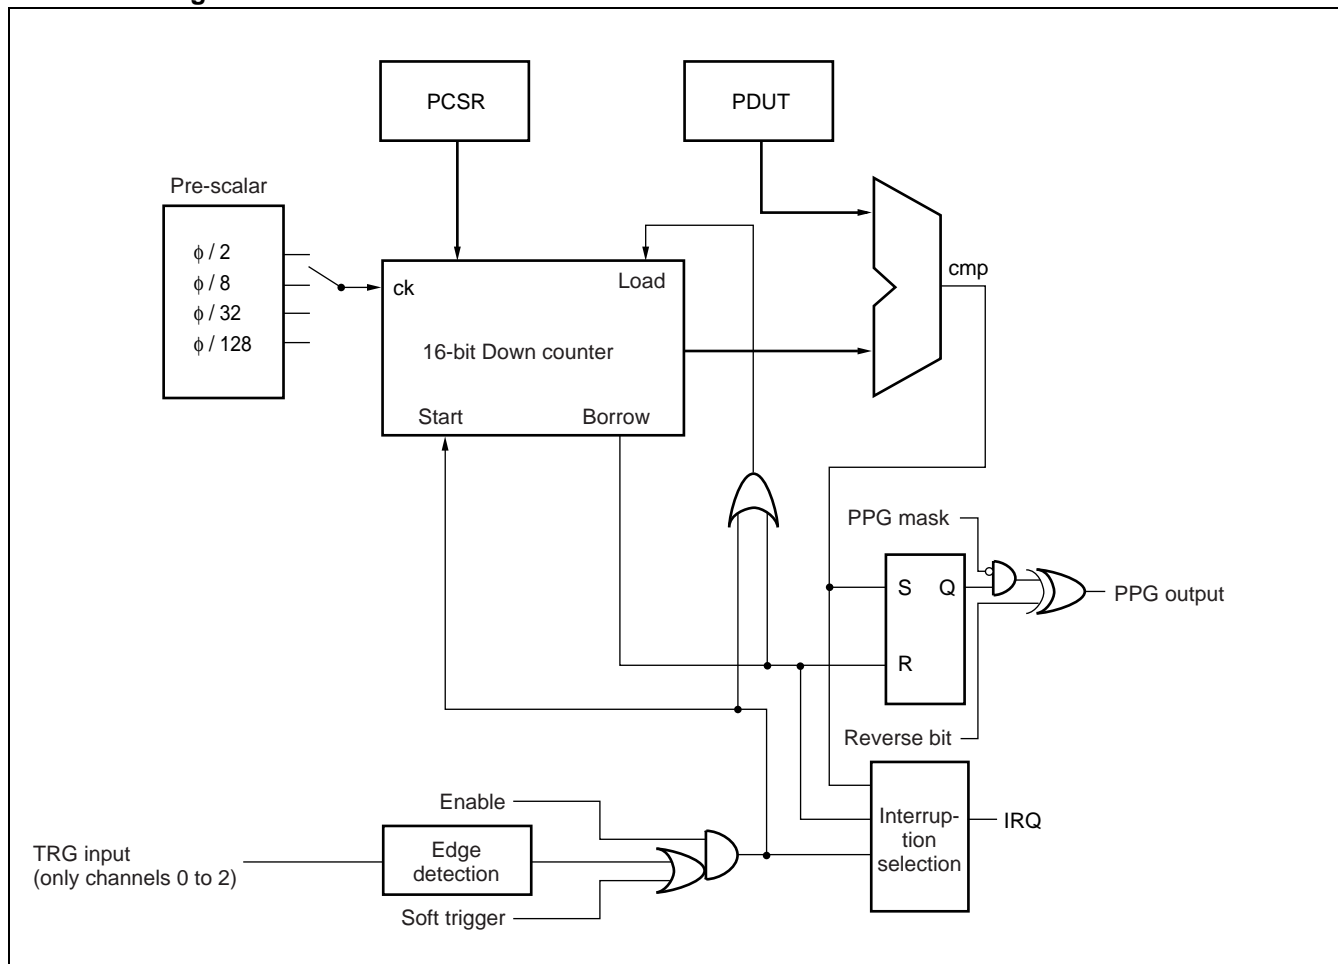 PCSR
PDUT
Pre-scalar
ϕ / 2
ϕ / 8
ϕ / 32
ϕ / 128
ck
Load
16-bit Down counter
Start
Borrow
cmp
PPG mask
S
Q
R
PPG output
Reverse bit
Enable
TRG input
(only channels 0 to 2)
Edge
detection
Soft trigger
Interrup-
tion
selection
IRQ